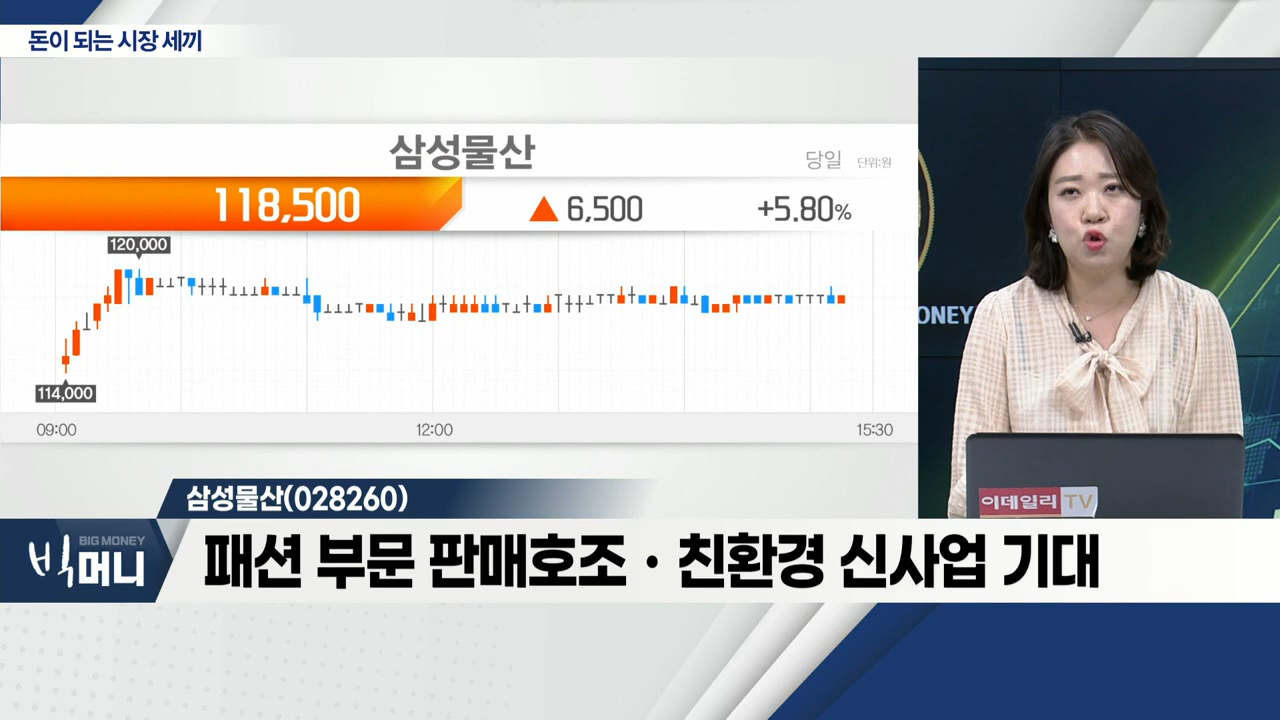 돈이 되는 시장 세끼
삼성물산
당일 단위:원
118,500 ▲ 6,500 +5.80%
120,000
114,000
09:00 12:00 15:30
ONEY
이데일리 TV
삼성물산(028260)
BIG MONEY
빅머니
패션 부문 판매호조 · 친환경 신사업 기대